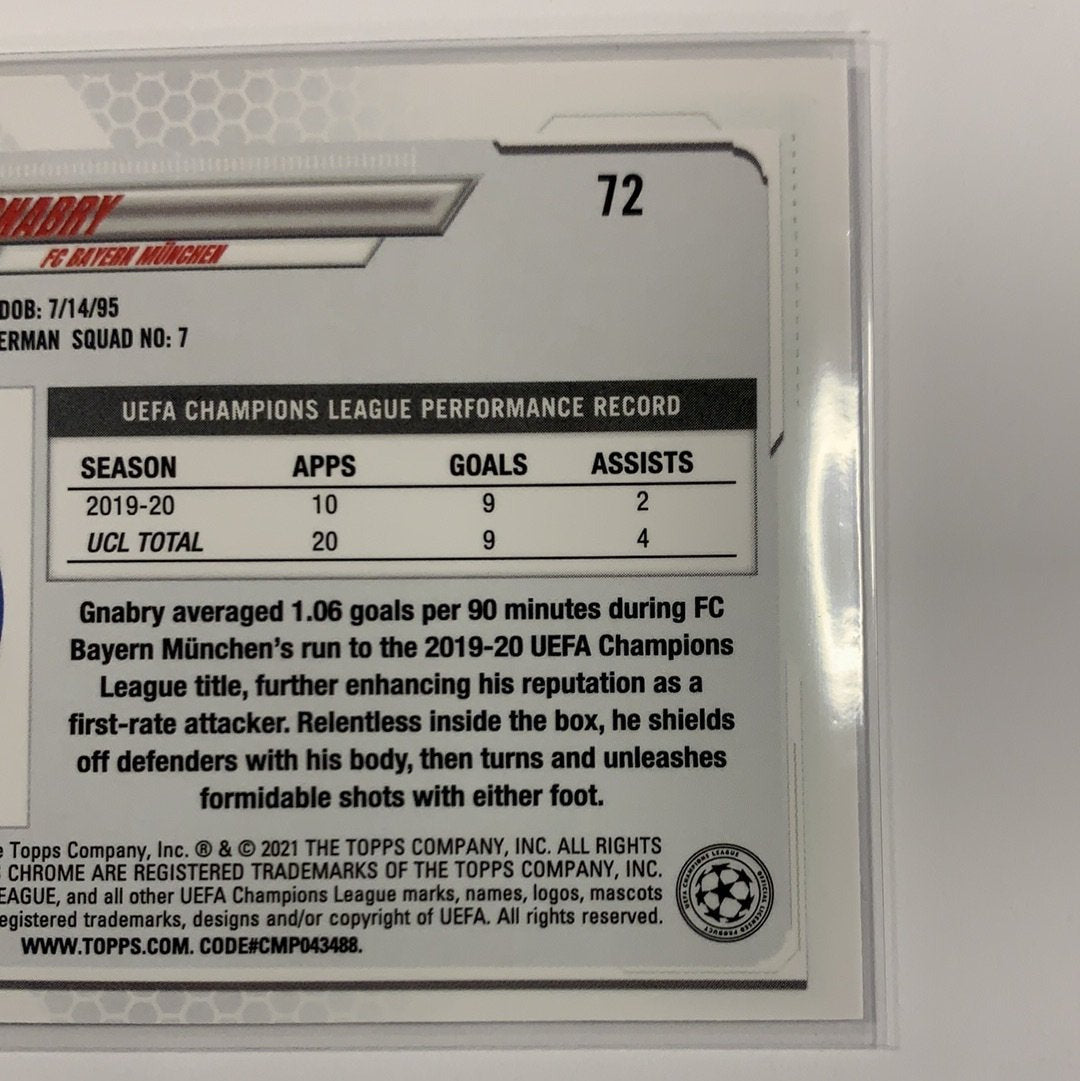 72
NABRY
FC BAYERN MÜNCHEN
DOB: 7/14/95
ERMAN SQUAD NO: 7
UEFA CHAMPIONS LEAGUE PERFORMANCE RECORD
SEASON APPS GOALS ASSISTS
2019-20 10 9 2
UCL TOTAL 20 9 4
Gnabry averaged 1.06 goals per 90 minutes during FC
Bayern München's run to the 2019-20 UEFA Champions
League title, further enhancing his reputation as a
first-rate attacker. Relentless inside the box, he shields
off defenders with his body, then turns and unleashes
formidable shots with either foot.
e Topps Company, Inc. ® & © 2021 THE TOPPS COMPANY, INC. ALL RIGHTS
CHROME ARE REGISTERED TRADEMARKS OF THE TOPPS COMPANY, INC.
EAGUE, and all other UEFA Champions League marks, names, logos, mascots
egistered trademarks, designs and/or copyright of UEFA. All rights reserved.
WWW.TOPPS.COM. CODE#CMP043488.
UEFA CHAMPIONS LEAGUE
OFFICIAL LICENSED PRODUCT